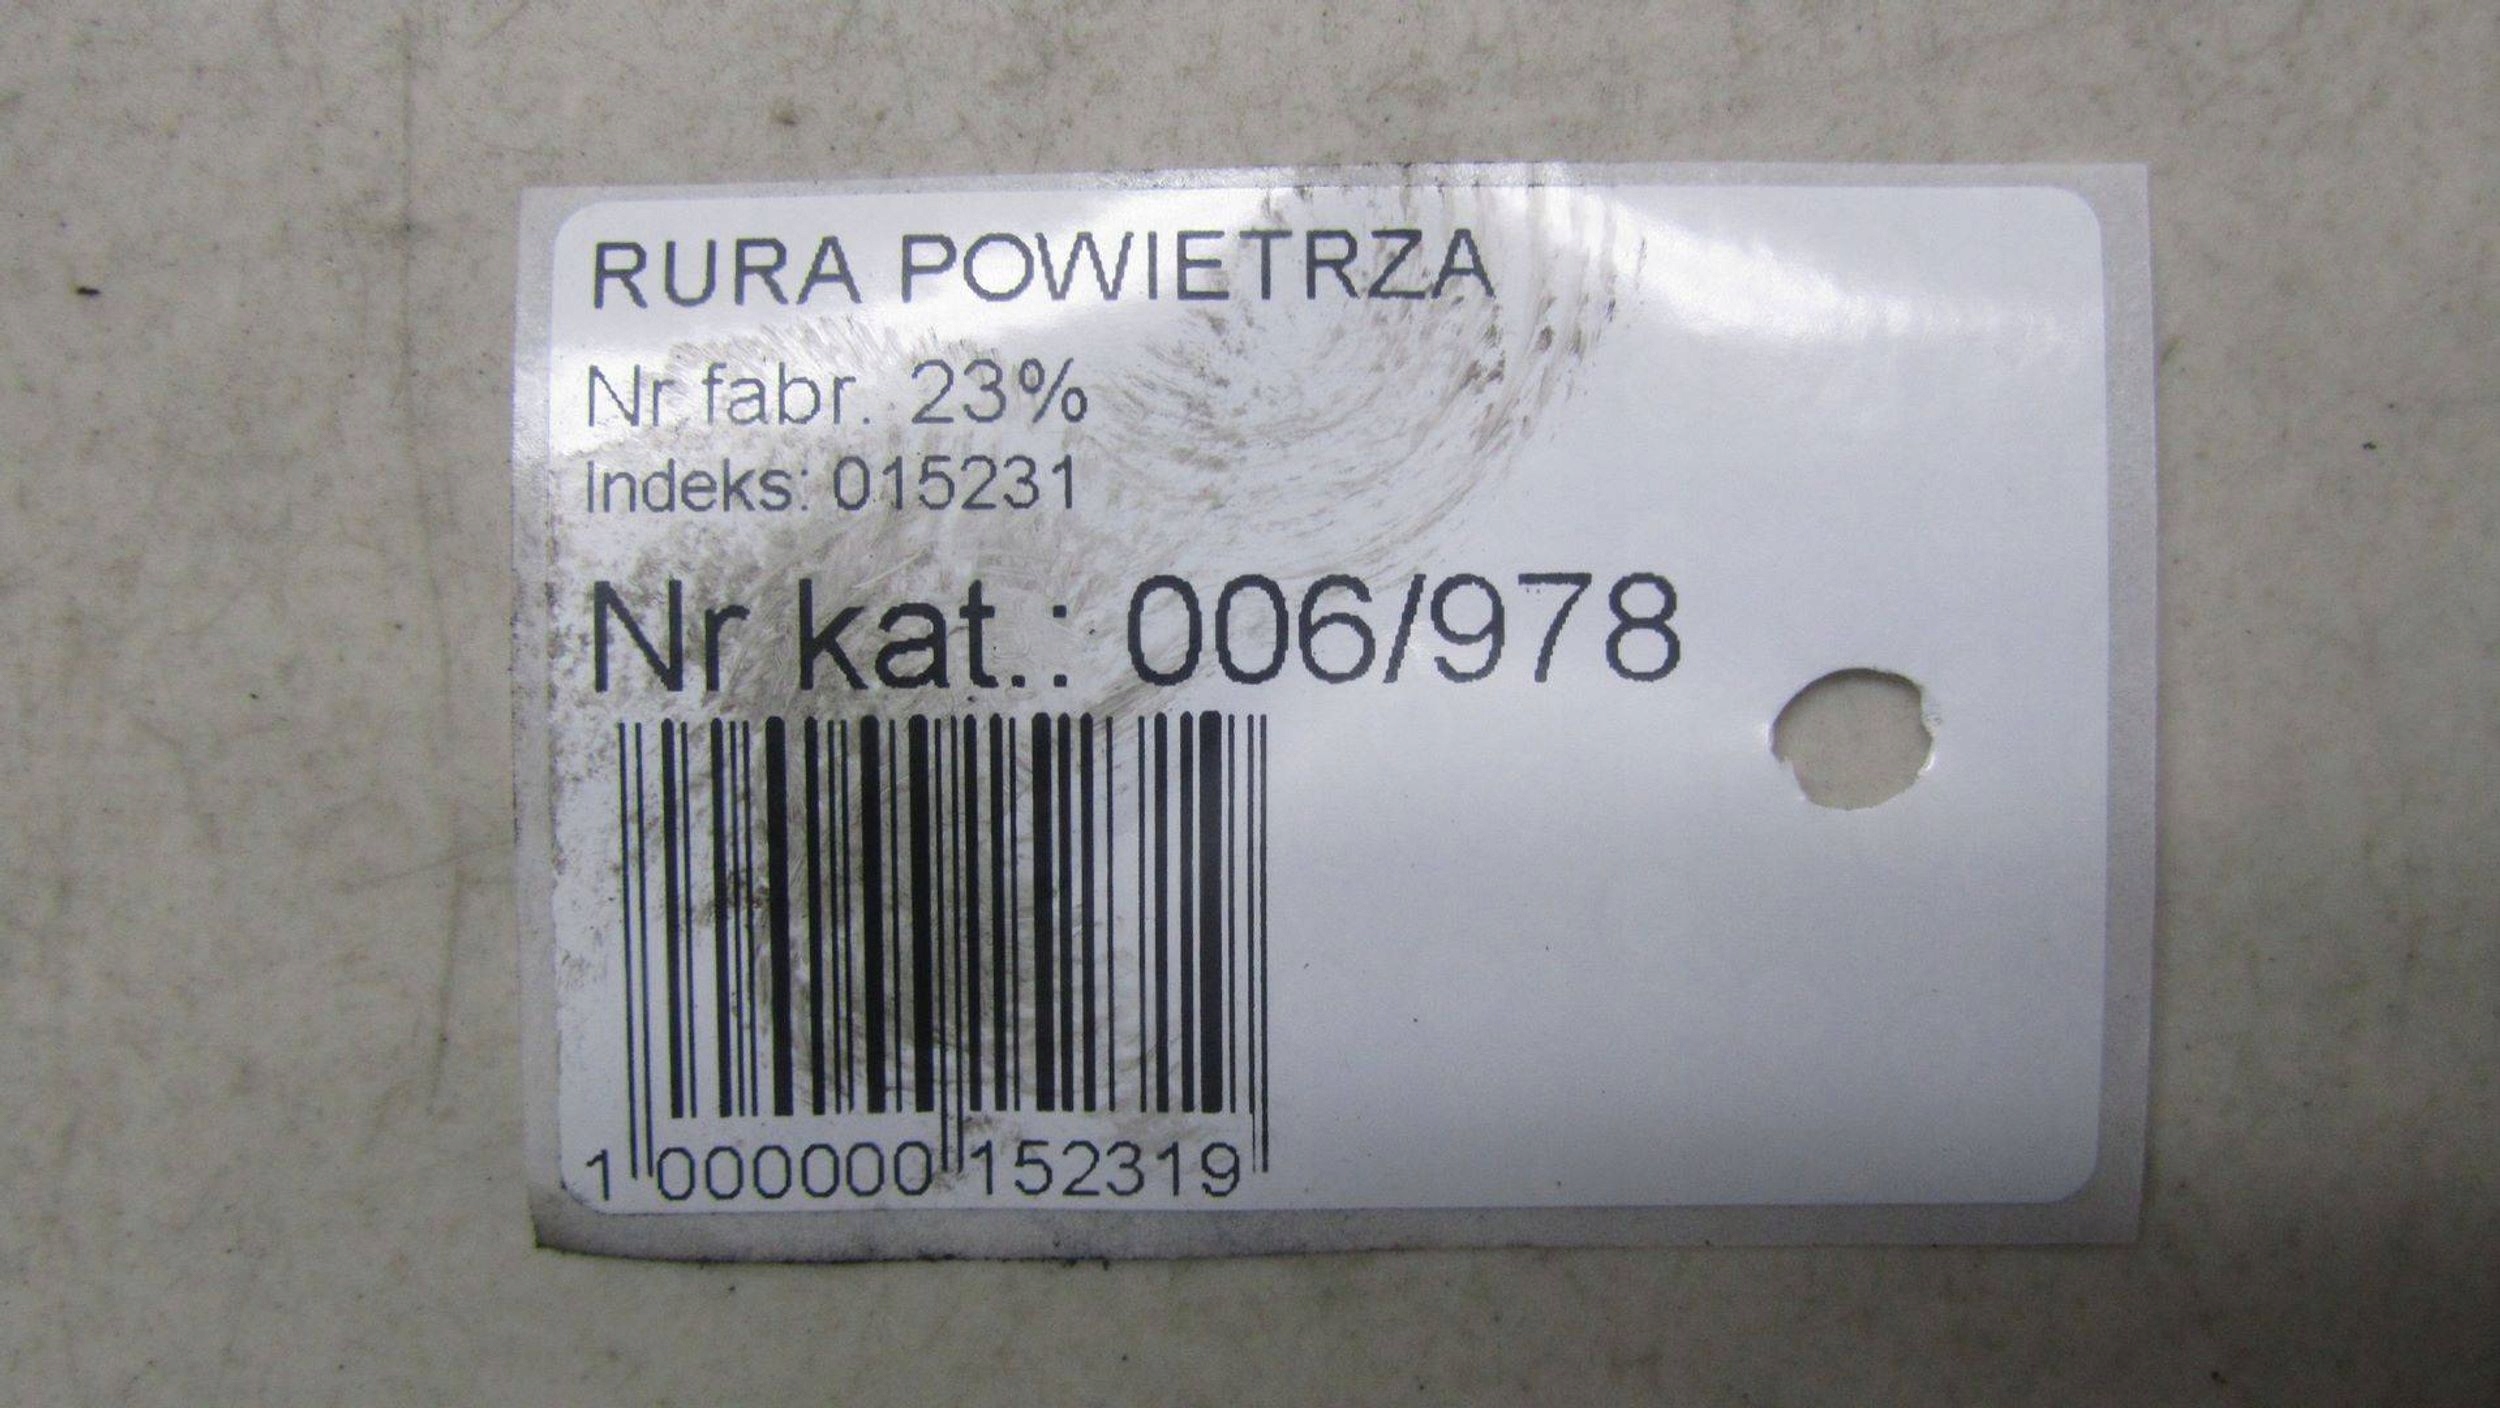 RURA POWIETRZA
Nr fabr. 23%
Indeks: 015231
Nr kat.: 006/978
1 000000 152319